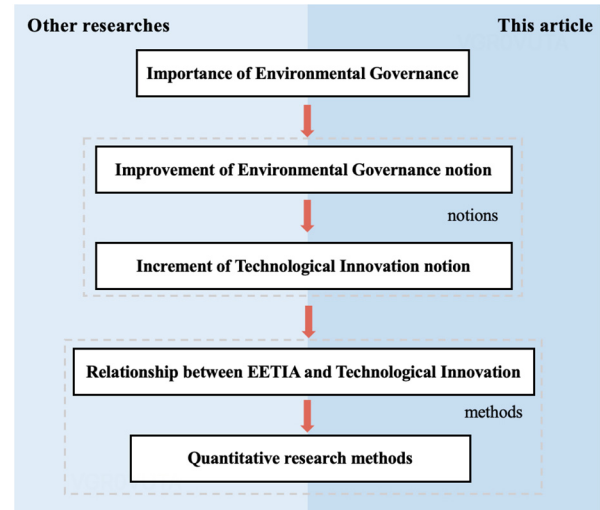 Other researches
This article
Importance of Environmental Governance
Improvement of Environmental Governance notion
notions
Increment of Technological Innovation notion
Relationship between EETIA and Technological Innovation
methods
Quantitative research methods